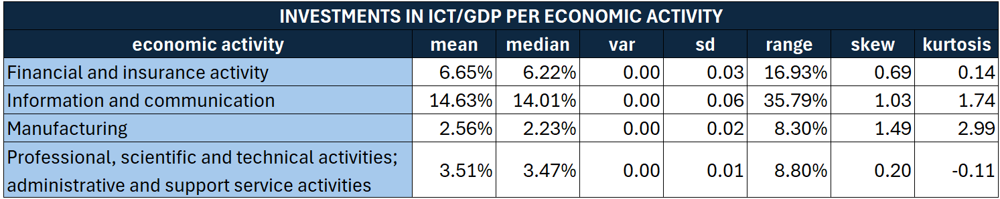 INVESTMENTS IN ICT/GDP PER ECONOMIC ACTIVITY
economic activity mean median var sd range skew kurtosis
Financial and insurance activity 6.65% 6.22% 0.00 0.03 16.93% 0.69 0.14
Information and communication 14.63% 14.01% 0.00 0.06 35.79% 1.03 1.74
Manufacturing 2.56% 2.23% 0.00 0.02 8.30% 1.49 2.99
Professional, scientific and technical activities;
administrative and support service activities 3.51% 3.47% 0.00 0.01 8.80% 0.20 -0.11